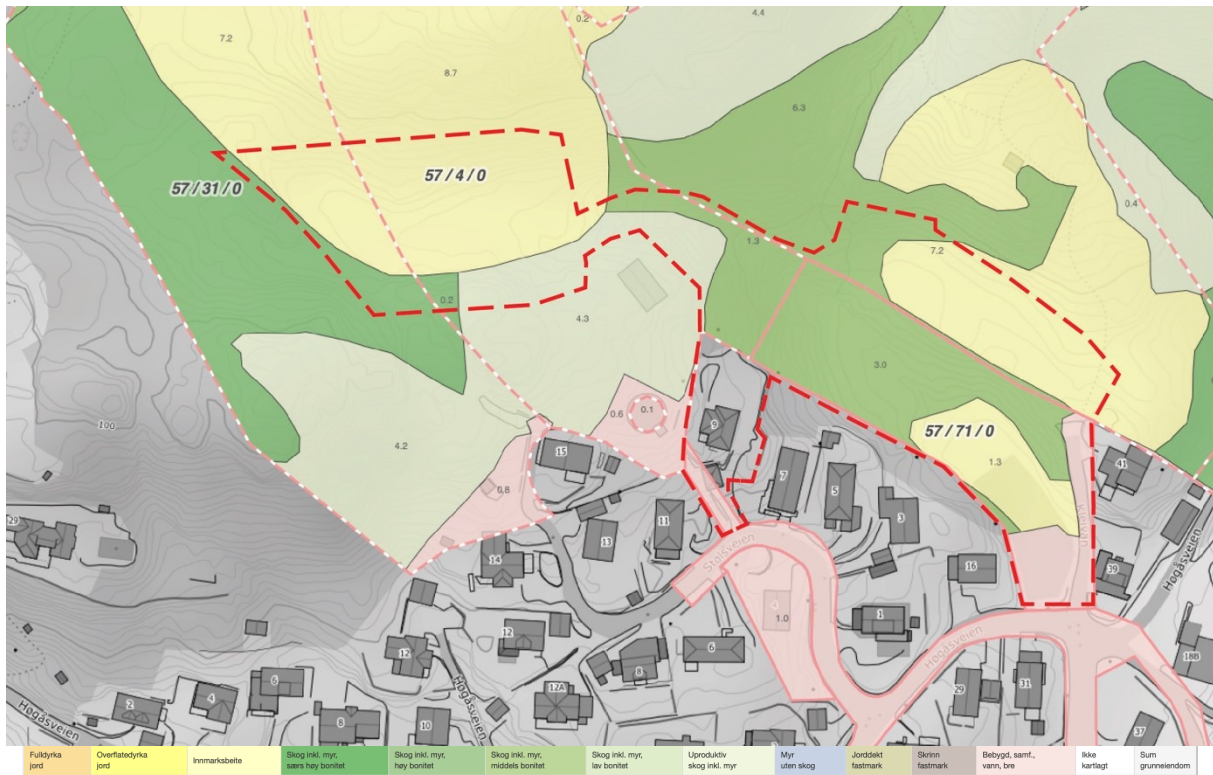 4.4
0.2
7.2
8.7
6.3
57 / 31 / 0
57 / 4 / 0
0.4
1.3
7.2
0.2
4.3
3.0
0.6
0.1
9
57 / 71 / 0
100
4.2
15
7
5
1.3
41
0.8
11
3
29
13
Kleivan
Stølsveien
14
16
39
Høgåsveien
4
1.0
1
12
12
6
8
Høgåsveien
18B
6
4
2
12A
29
31
Høgåsveien
8
10
Høgåsveien
37
Fulldyrka jord
Overflatedyrka jord
Innmarksbeite
Skog inkl. myr, særs høy bonitet
Skog inkl. myr, høy bonitet
Skog inkl. myr, middels bonitet
Skog inkl. myr, lav bonitet
Uproduktiv skog inkl. myr
Myr uten skog
Jorddekt fastmark
Skrinn fastmark
Bebygd, samf., vann, bre
Ikke kartlagt
Sum grunneiendom